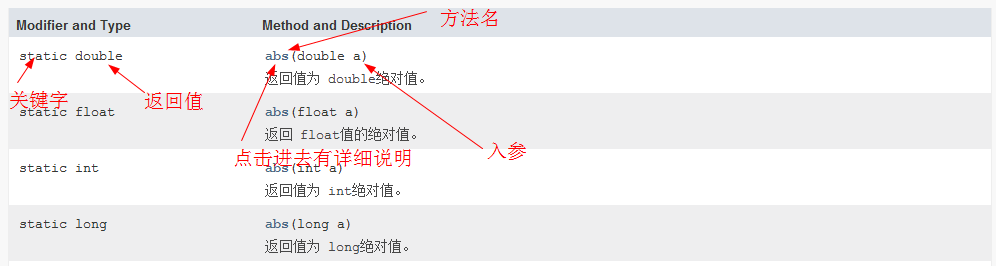 方法名
Modifier and Type Method and Description
static double abs(double a)
返回值为 double绝对值。
关键字 返回值
static float abs(float a)
返回 float值的绝对值。
点击进去有详细说明 入参
static int abs(int a)
返回值为 int绝对值。
static long abs(long a)
返回值为 long绝对值。